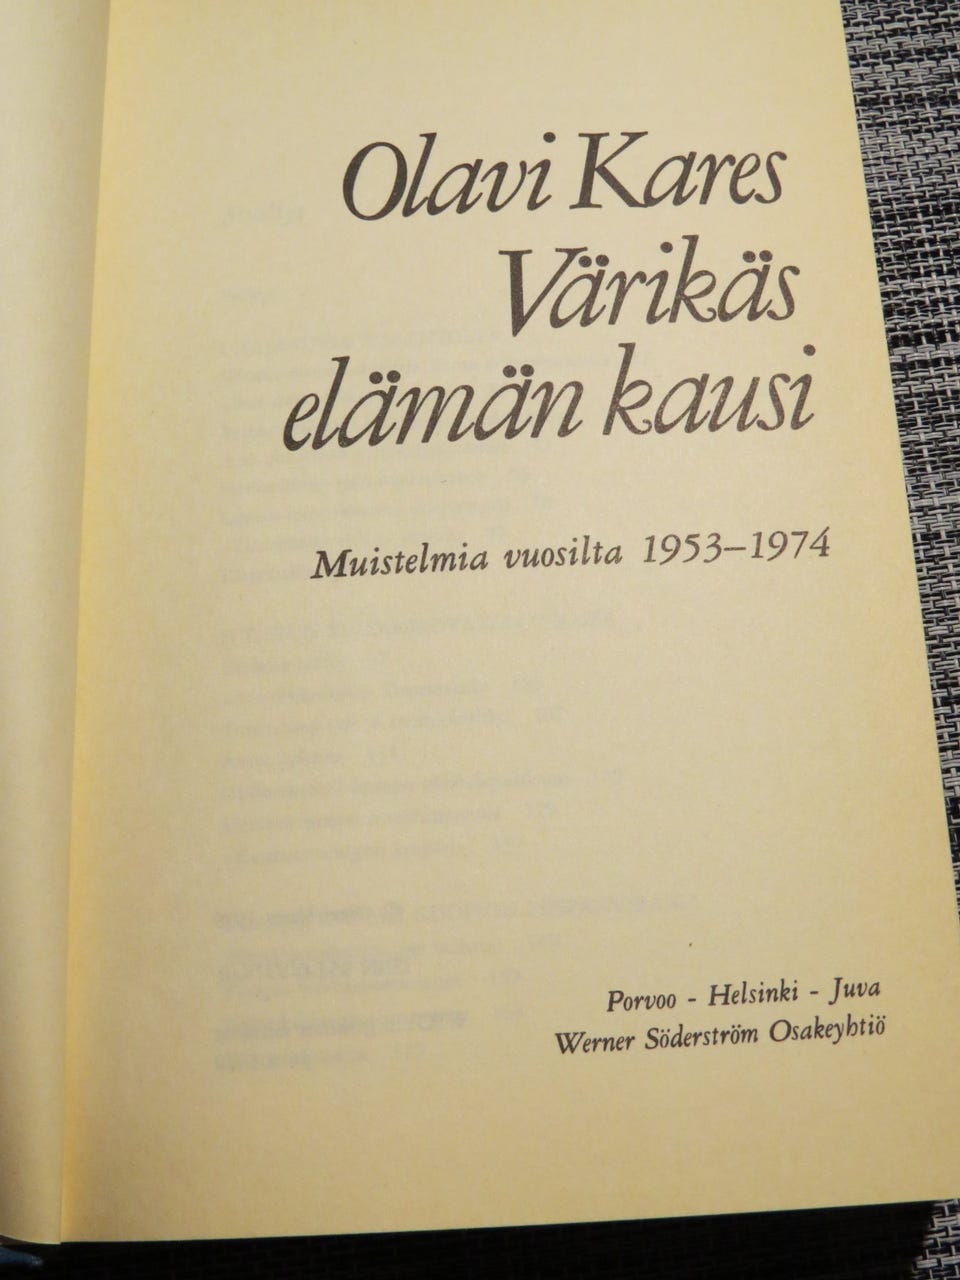 Olavi Kares
Värikäs
elämän kausi
Muistelmia vuosilta 1953–1974
Porvoo - Helsinki - Juva
Werner Söderström Osakeyhtiö